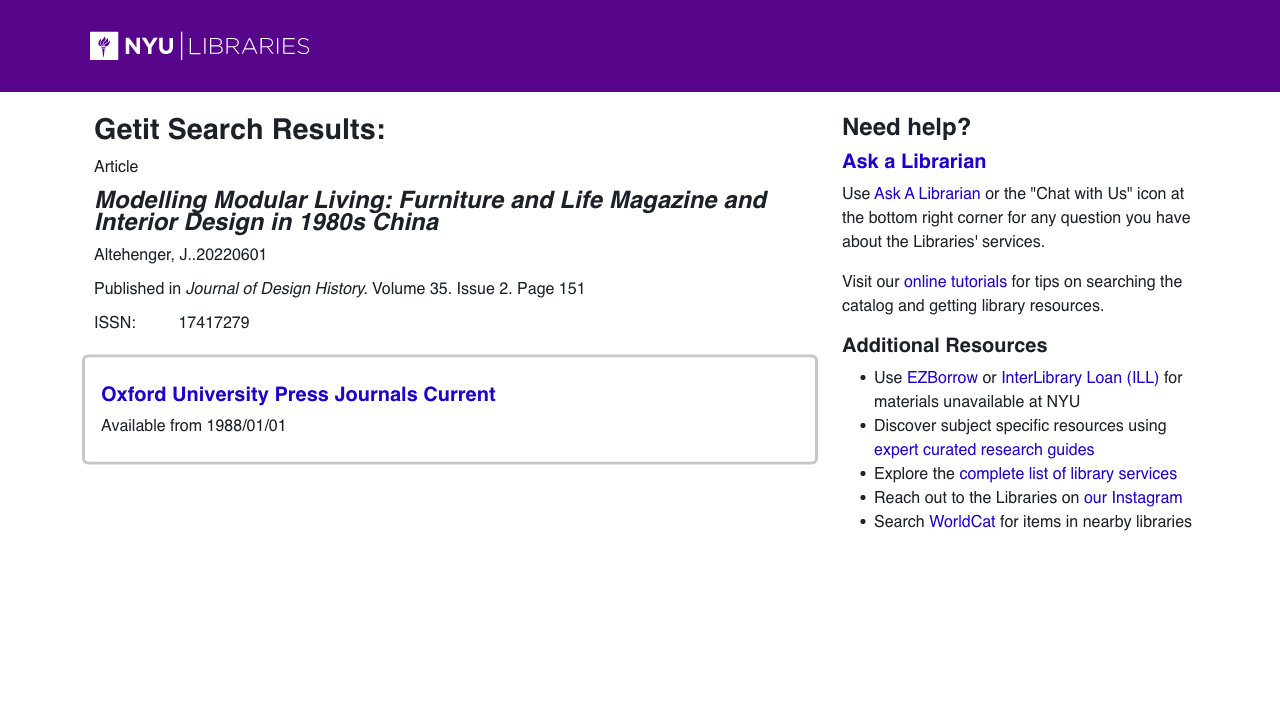 NYU LIBRARIES
Getit Search Results:
Article
Modelling Modular Living: Furniture and Life Magazine and
Interior Design in 1980s China
Altehenger, J..20220601
Published in Journal of Design History. Volume 35. Issue 2. Page 151
ISSN: 17417279
Oxford University Press Journals Current
Available from 1988/01/01
Need help?
Ask a Librarian
Use Ask A Librarian or the "Chat with Us" icon at
the bottom right corner for any question you have
about the Libraries' services.
Visit our online tutorials for tips on searching the
catalog and getting library resources.
Additional Resources
• Use EZBorrow or InterLibrary Loan (ILL) for
materials unavailable at NYU
• Discover subject specific resources using
expert curated research guides
• Explore the complete list of library services
• Reach out to the Libraries on our Instagram
• Search WorldCat for items in nearby libraries